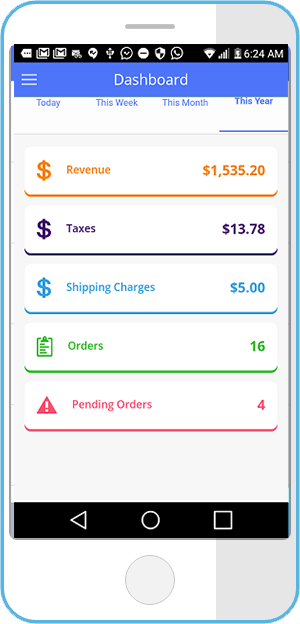 6:24 AM
Dashboard
Today This Week This Month This Year
$ Revenue $1,535.20
$ Taxes $13.78
$ Shipping Charges $5.00
Orders 16
Pending Orders 4